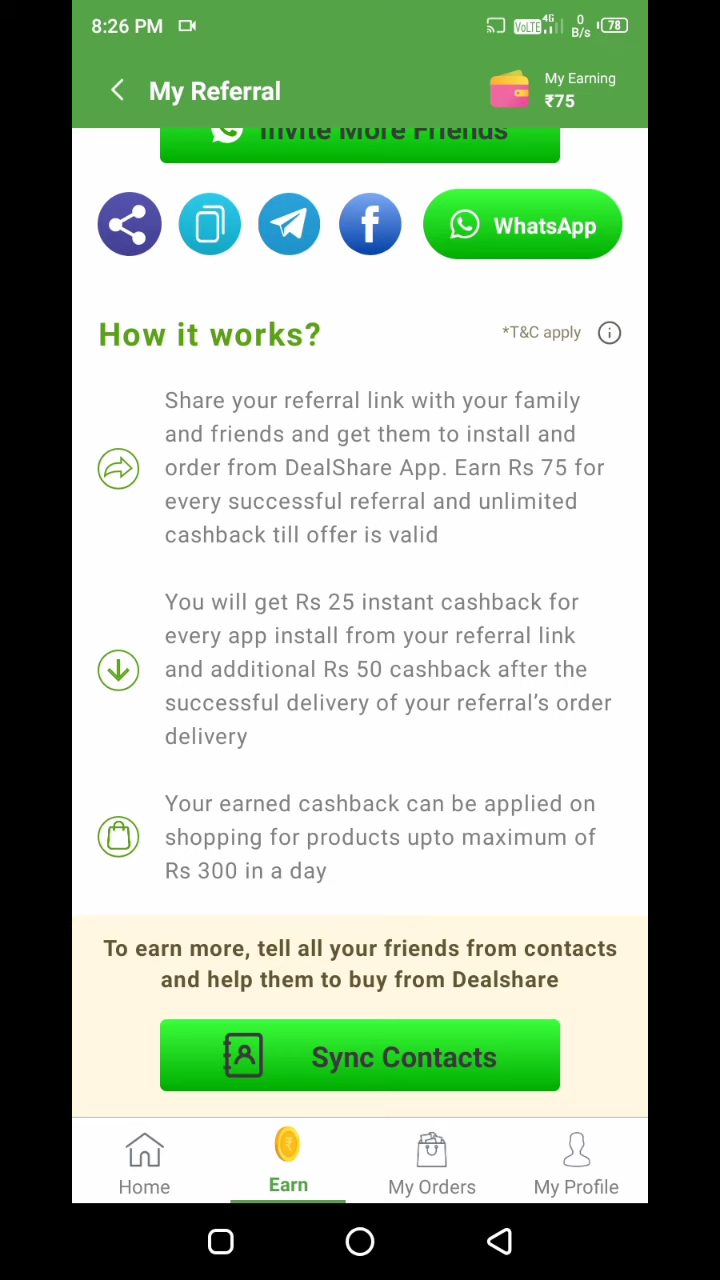 8:26 PM
VoLTE 4G 0 B/s 78
My Referral
My Earning
₹75
Invite More Friends
WhatsApp
How it works?
*T&C apply
Share your referral link with your family
and friends and get them to install and
order from DealShare App. Earn Rs 75 for
every successful referral and unlimited
cashback till offer is valid
You will get Rs 25 instant cashback for
every app install from your referral link
and additional Rs 50 cashback after the
successful delivery of your referral’s order
delivery
Your earned cashback can be applied on
shopping for products upto maximum of
Rs 300 in a day
To earn more, tell all your friends from contacts
and help them to buy from Dealshare
Sync Contacts
Home
Earn
My Orders
My Profile